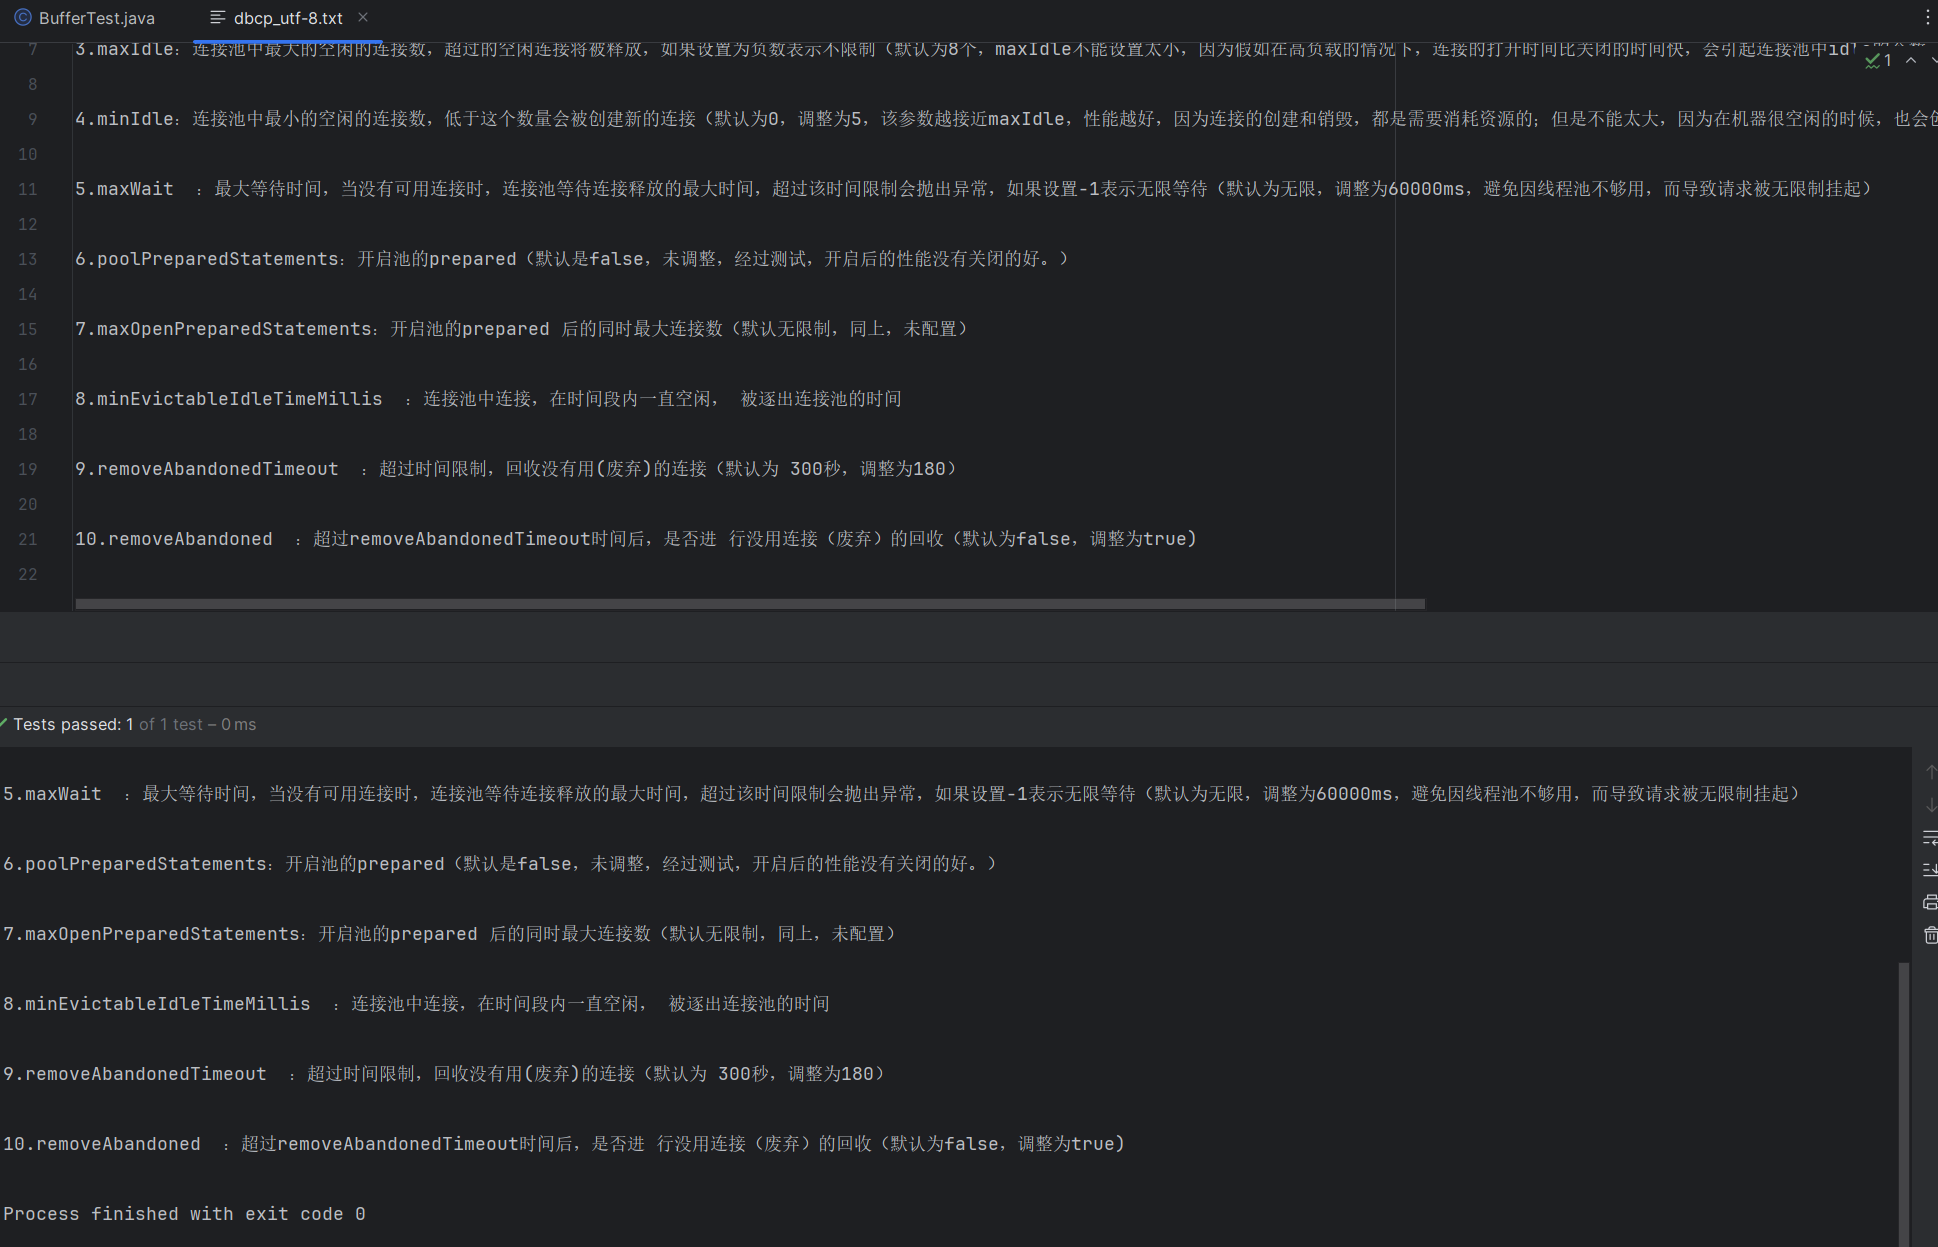 BufferTest.java
dbcp_utf-8.txt
7 3.maxIdle：连接池中最大的空闲的连接数，超过的空闲连接将被释放，如果设置为负数表示不限制（默认为8个，maxIdle不能设置太小，因为假如在高负载的情况下，连接的打开时间比关闭的时间快，会引起连接池中idl
1
8
9 4.minIdle：连接池中最小的空闲的连接数，低于这个数量会被创建新的连接（默认为0，调整为5，该参数越接近maxIdle，性能越好，因为连接的创建和销毁，都是需要消耗资源的；但是不能太大，因为在机器很空闲的时候，也会创
10
11 5.maxWait  ：最大等待时间，当没有可用连接时，连接池等待连接释放的最大时间，超过该时间限制会抛出异常，如果设置-1表示无限等待（默认为无限，调整为60000ms，避免因线程池不够用，而导致请求被无限制挂起）
12
13 6.poolPreparedStatements：开启池的prepared（默认是false，未调整，经过测试，开启后的性能没有关闭的好。）
14
15 7.maxOpenPreparedStatements：开启池的prepared 后的同时最大连接数（默认无限制，同上，未配置）
16
17 8.minEvictableIdleTimeMillis  ：连接池中连接，在时间段内一直空闲， 被逐出连接池的时间
18
19 9.removeAbandonedTimeout  ：超过时间限制，回收没有用(废弃)的连接（默认为 300秒，调整为180）
20
21 10.removeAbandoned  ：超过removeAbandonedTimeout时间后，是否进 行没用连接（废弃）的回收（默认为false，调整为true)
22
Tests passed: 1 of 1 test – 0 ms
5.maxWait  ：最大等待时间，当没有可用连接时，连接池等待连接释放的最大时间，超过该时间限制会抛出异常，如果设置-1表示无限等待（默认为无限，调整为60000ms，避免因线程池不够用，而导致请求被无限制挂起）
6.poolPreparedStatements：开启池的prepared（默认是false，未调整，经过测试，开启后的性能没有关闭的好。）
7.maxOpenPreparedStatements：开启池的prepared 后的同时最大连接数（默认无限制，同上，未配置）
8.minEvictableIdleTimeMillis  ：连接池中连接，在时间段内一直空闲， 被逐出连接池的时间
9.removeAbandonedTimeout  ：超过时间限制，回收没有用(废弃)的连接（默认为 300秒，调整为180）
10.removeAbandoned  ：超过removeAbandonedTimeout时间后，是否进 行没用连接（废弃）的回收（默认为false，调整为true)
Process finished with exit code 0